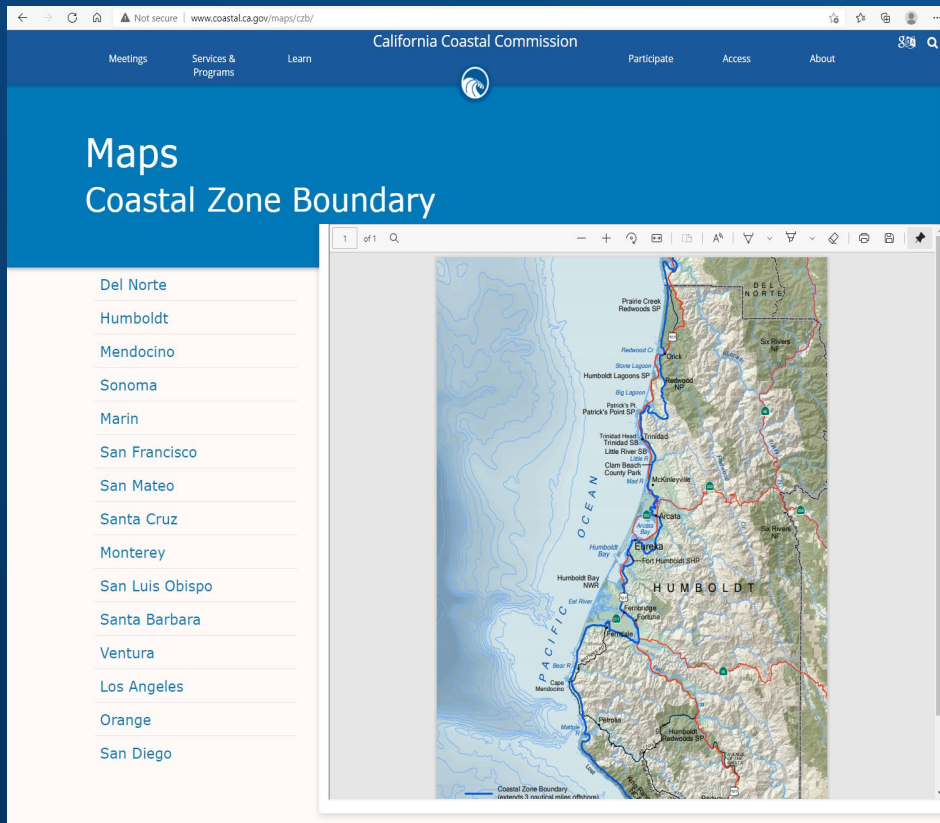 Not secure | www.coastal.ca.gov/maps/czb/
California Coastal Commission
Meetings
Services & Programs
Learn
Participate
Access
About
Maps
Coastal Zone Boundary
1 of 1
Del Norte
Humboldt
Mendocino
Sonoma
Marin
San Francisco
San Mateo
Santa Cruz
Monterey
San Luis Obispo
Santa Barbara
Ventura
Los Angeles
Orange
San Diego
DEL NORTE
Prairie Creek
Redwoods SP
Six Rivers
NF
Redwood Cr
Orick
Stone Lagoon
Humboldt Lagoons SP
Redwood
NP
Big Lagoon
Patrick's Pt.
Patrick's Point SP
Trinidad Head
Trinidad
Trinidad SB
Little River SB
Little R
Clam Beach
County Park
Mad R
McKinleyville
PACIFIC OCEAN
Arcata
Arcata
Bay
Six Rivers
NF
Humboldt
Bay
Eureka
Fort Humboldt SHP
Humboldt Bay
NWR
HUMBOLDT
Eel River
Fernbridge
Fortuna
Ferndale
Bear R
Cape
Mendocino
Mattole
R
Petrolia
Humboldt
Redwoods SP
Lost
Coastal Zone Boundary
(extends 3 nautical miles offshore)